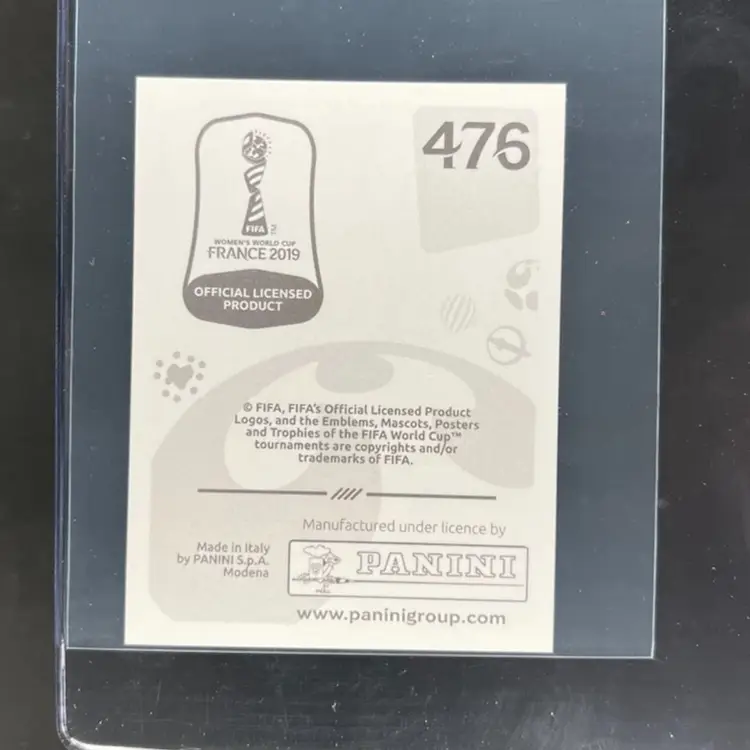 476
FIFA
TM
WOMEN'S WORLD CUP
FRANCE 2019
OFFICIAL LICENSED
PRODUCT
© FIFA, FIFA's Official Licensed Product
Logos, and the Emblems, Mascots, Posters
and Trophies of the FIFA World Cup™
tournaments are copyrights and/or
trademarks of FIFA.
Manufactured under licence by
Made in Italy
by PANINI S.p.A.
Modena
PANINI
www.paninigroup.com